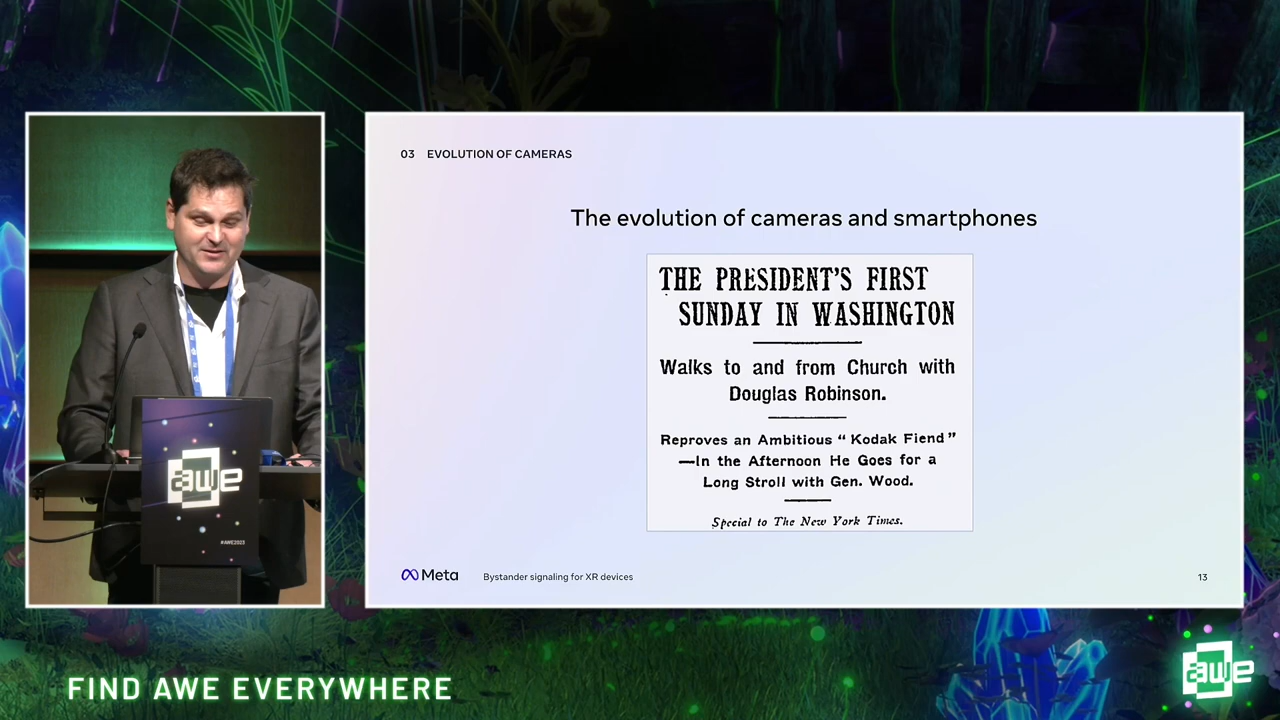 03 EVOLUTION OF CAMERAS
The evolution of cameras and smartphones
THE PRESIDENT'S FIRST
SUNDAY IN WASHINGTON
Walks to and from Church with
Douglas Robinson.
Reproves an Ambitious “ Kodak Fiend ”
—In the Afternoon He Goes for a
Long Stroll with Gen. Wood.
Special to The New York Times.
Meta
Bystander signaling for XR devices
13
awe
#AWE2023
FIND AWE EVERYWHERE
awe